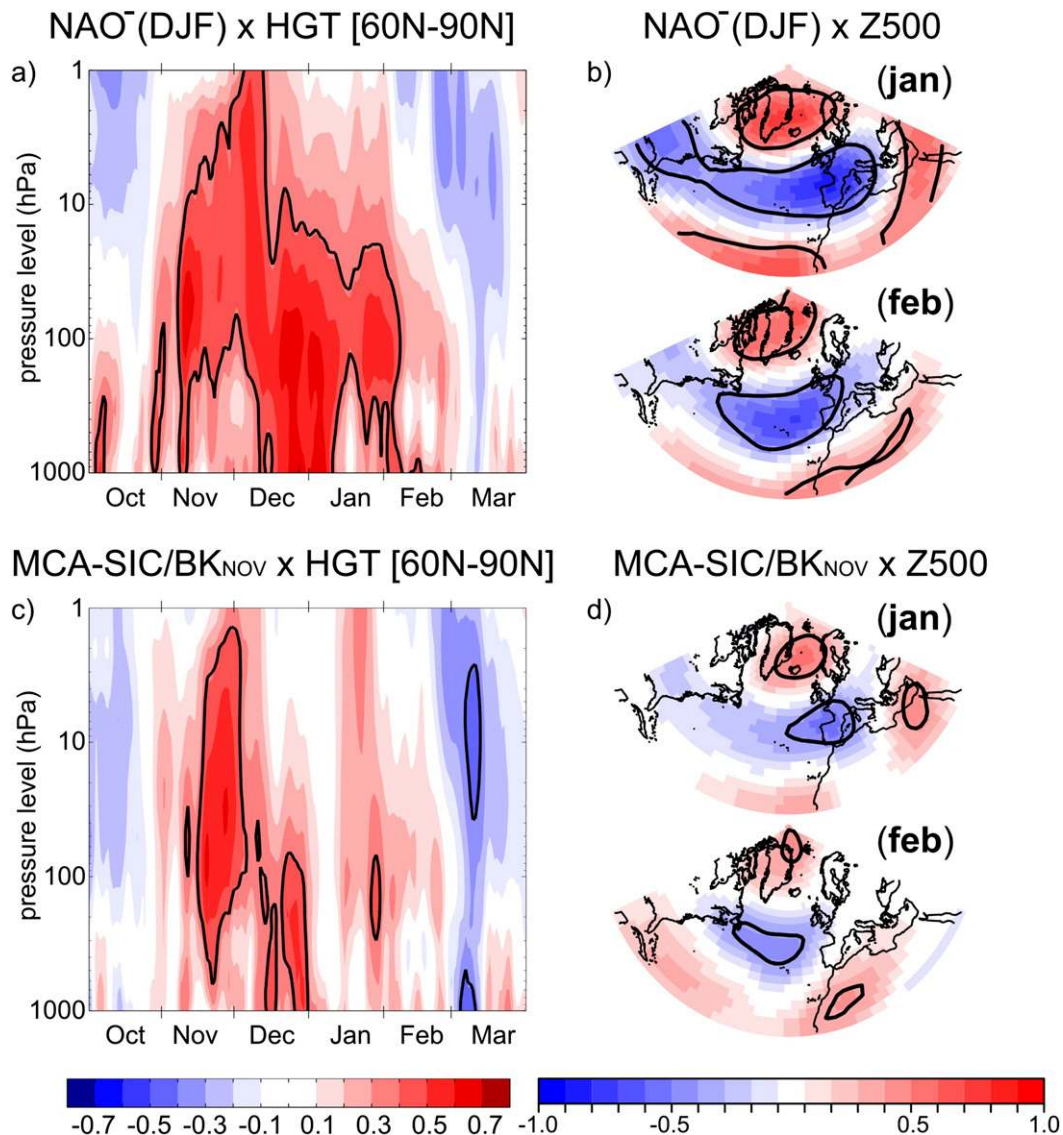 NAO⁻(DJF) x HGT [60N-90N]
NAO⁻(DJF) x Z500
a)
1
10
100
1000
pressure level (hPa)
Oct Nov Dec Jan Feb Mar
b)
(jan)
(feb)
MCA-SIC/BKNOV x HGT [60N-90N]
MCA-SIC/BKNOV x Z500
c)
1
10
100
1000
pressure level (hPa)
Oct Nov Dec Jan Feb Mar
d)
(jan)
(feb)
-0.7 -0.5 -0.3 -0.1 0.1 0.3 0.5 0.7
-1.0 -0.5 0.0 0.5 1.0